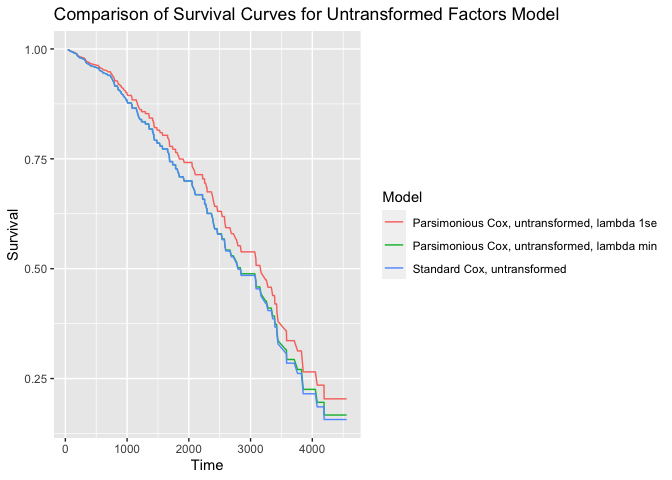 Comparison of Survival Curves for Untransformed Factors Model
1.00
0.75
0.50
0.25
Survival
0 1000 2000 3000 4000
Time
Model
Parsimonious Cox, untransformed, lambda 1se
Parsimonious Cox, untransformed, lambda min
Standard Cox, untransformed